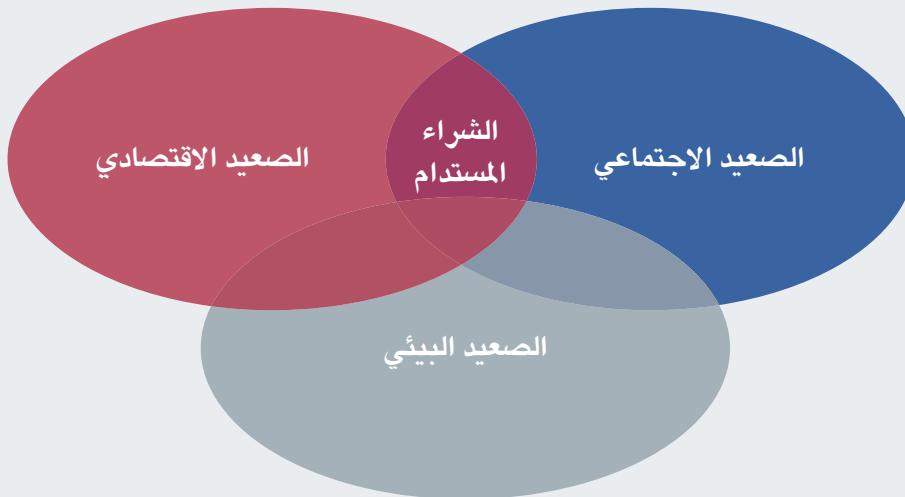 الصعيد الاجتماعي
الشراء
المستدام
الصعيد الاقتصادي
الصعيد البيئي